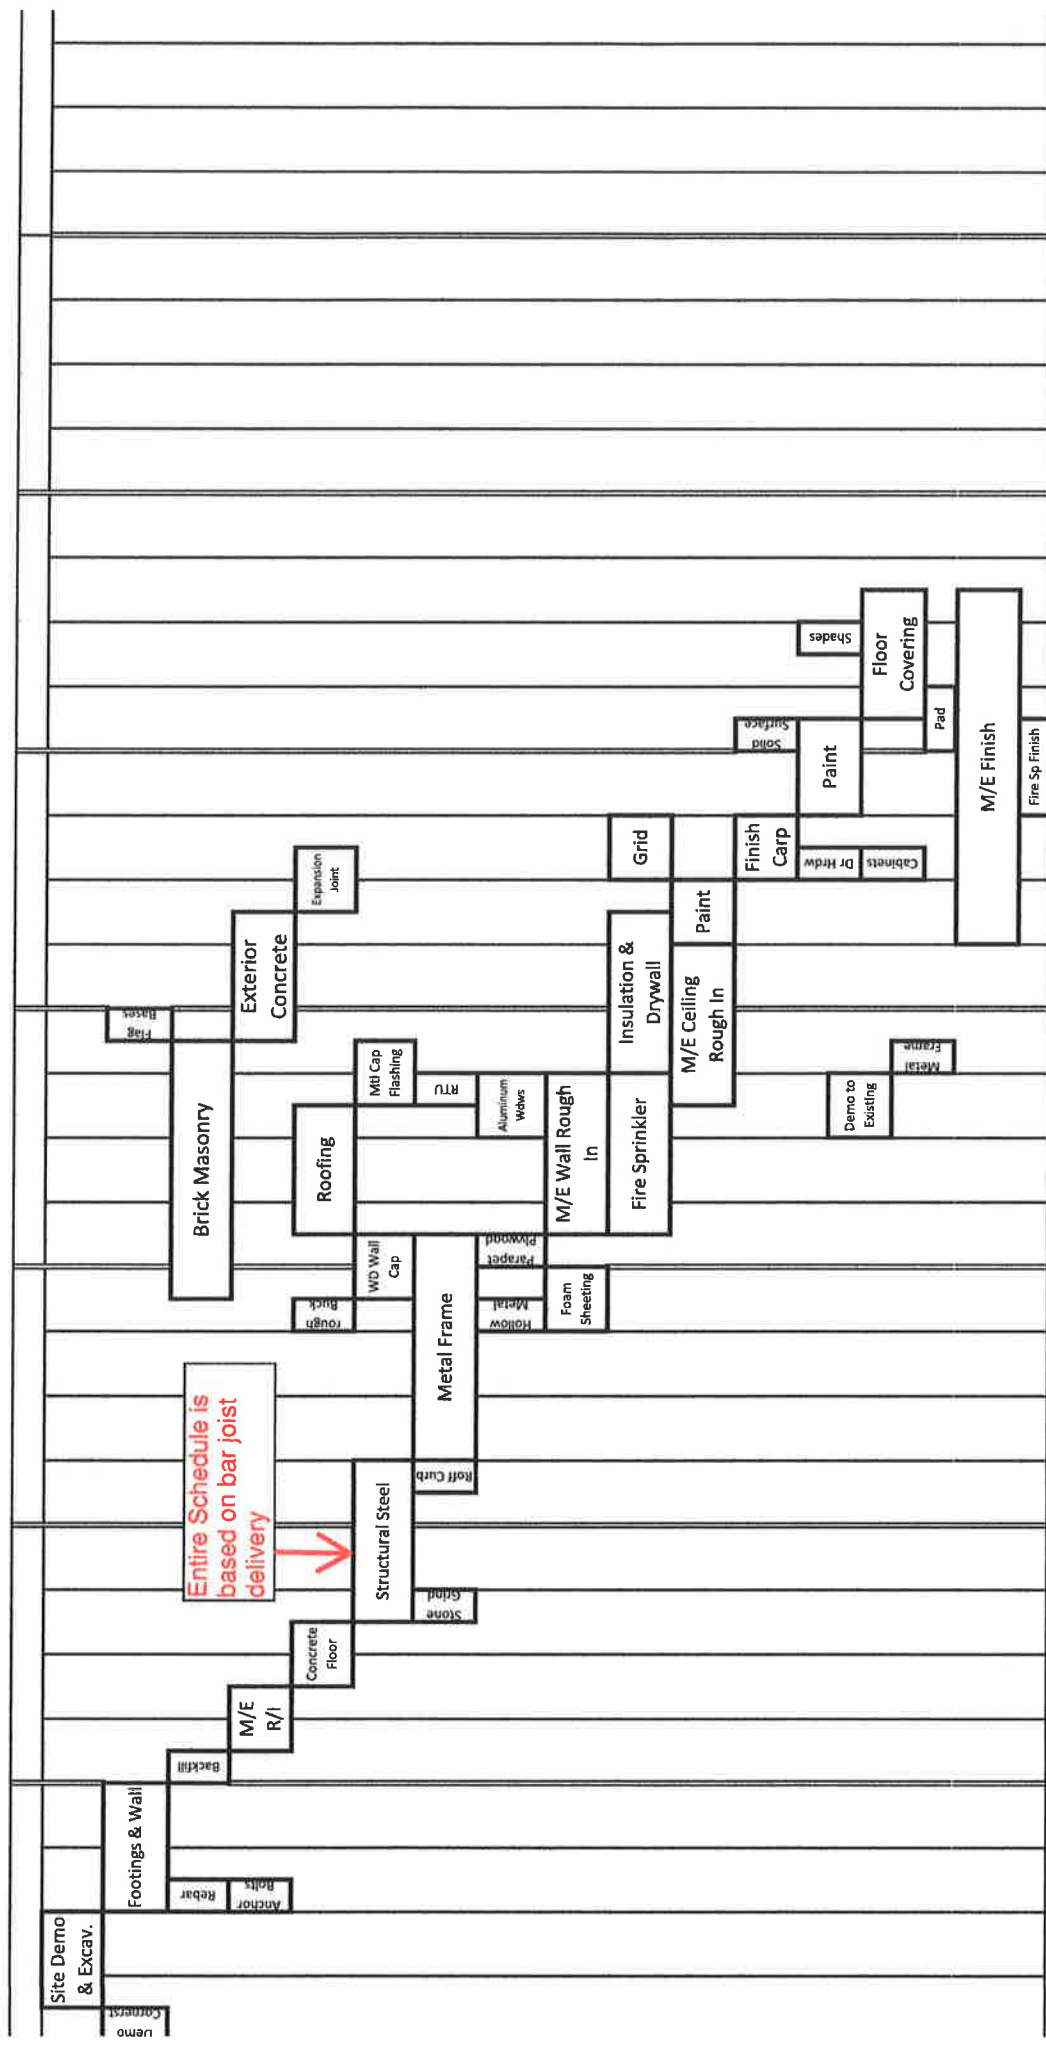 Demo
Cornerst
Site Demo
& Excav.
Footings & Wall
Rebar
Anchor
Bolts
Backfill
M/E
R/I
Concrete
Floor
Entire Schedule is
based on bar joist
delivery
Structural Steel
Stone
Grind
Roff Curb
Metal Frame
rough
Buck
WD Wall
Cap
Hollow
Metal
Parapet
Plywood
Foam
Sheeting
Brick Masonry
Flag
Bases
Roofing
Mtl Cap
Flashing
RTU
Aluminum
Wdws
M/E Wall Rough
In
Fire Sprinkler
Exterior
Concrete
Expansion
Joint
Insulation &
Drywall
M/E Ceiling
Rough In
Paint
Grid
Demo to
Existing
Metal
Frame
Finish
Carp
Dr Hrdw
Cabinets
Solid
Surface
Paint
Shades
Floor
Covering
Pad
M/E Finish
Fire Sp Finish